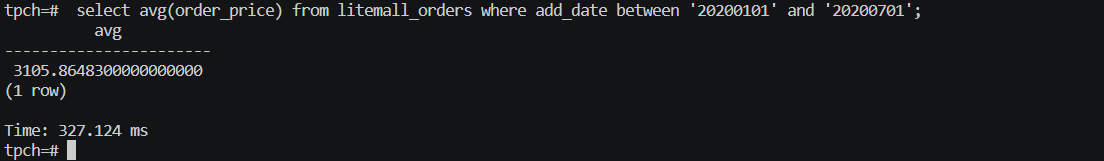 tpch=#  select avg(order_price) from litemall_orders where add_date between '20200101' and '20200701';
          avg
-----------------------
 3105.8648300000000000
(1 row)

Time: 327.124 ms
tpch=#